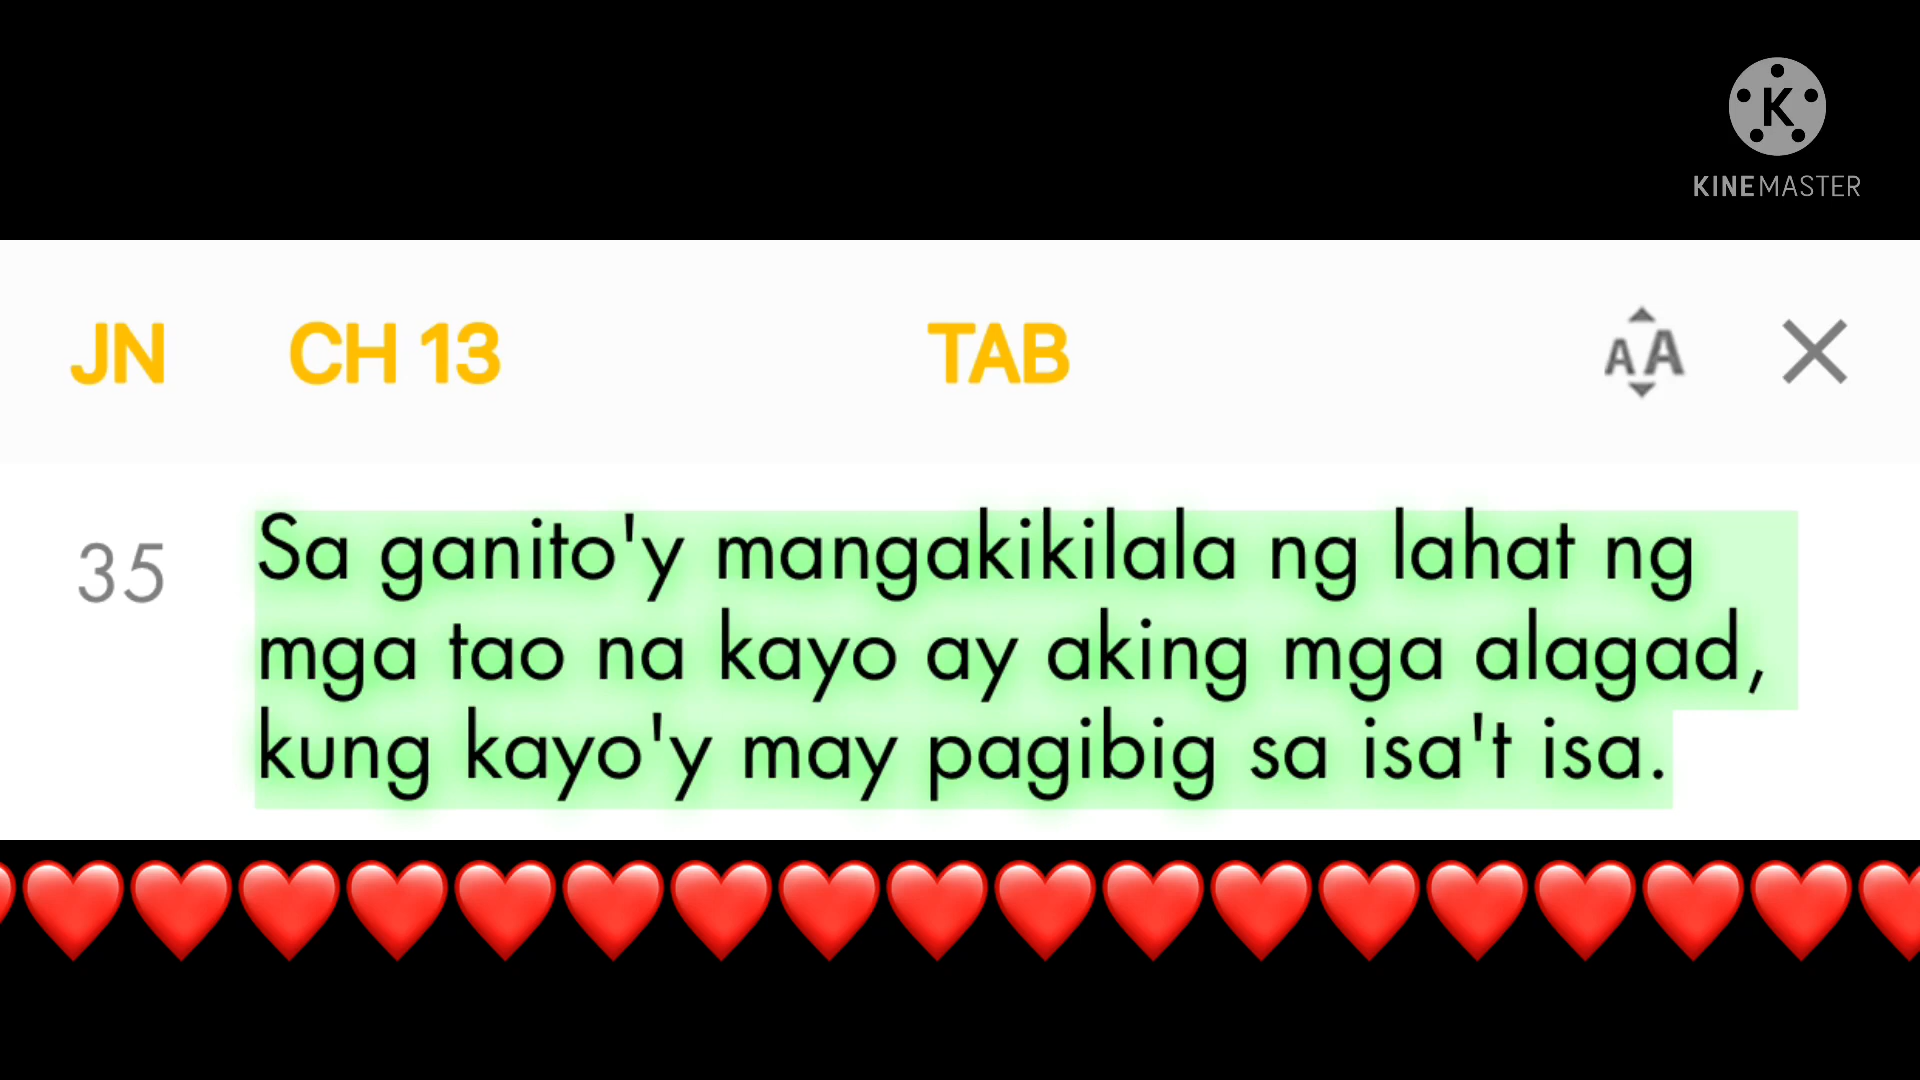 K
KINEMASTER
JN CH 13 TAB AA
35 Sa ganito'y mangakikilala ng lahat ng
mga tao na kayo ay aking mga alagad,
kung kayo'y may pagibig sa isa't isa.